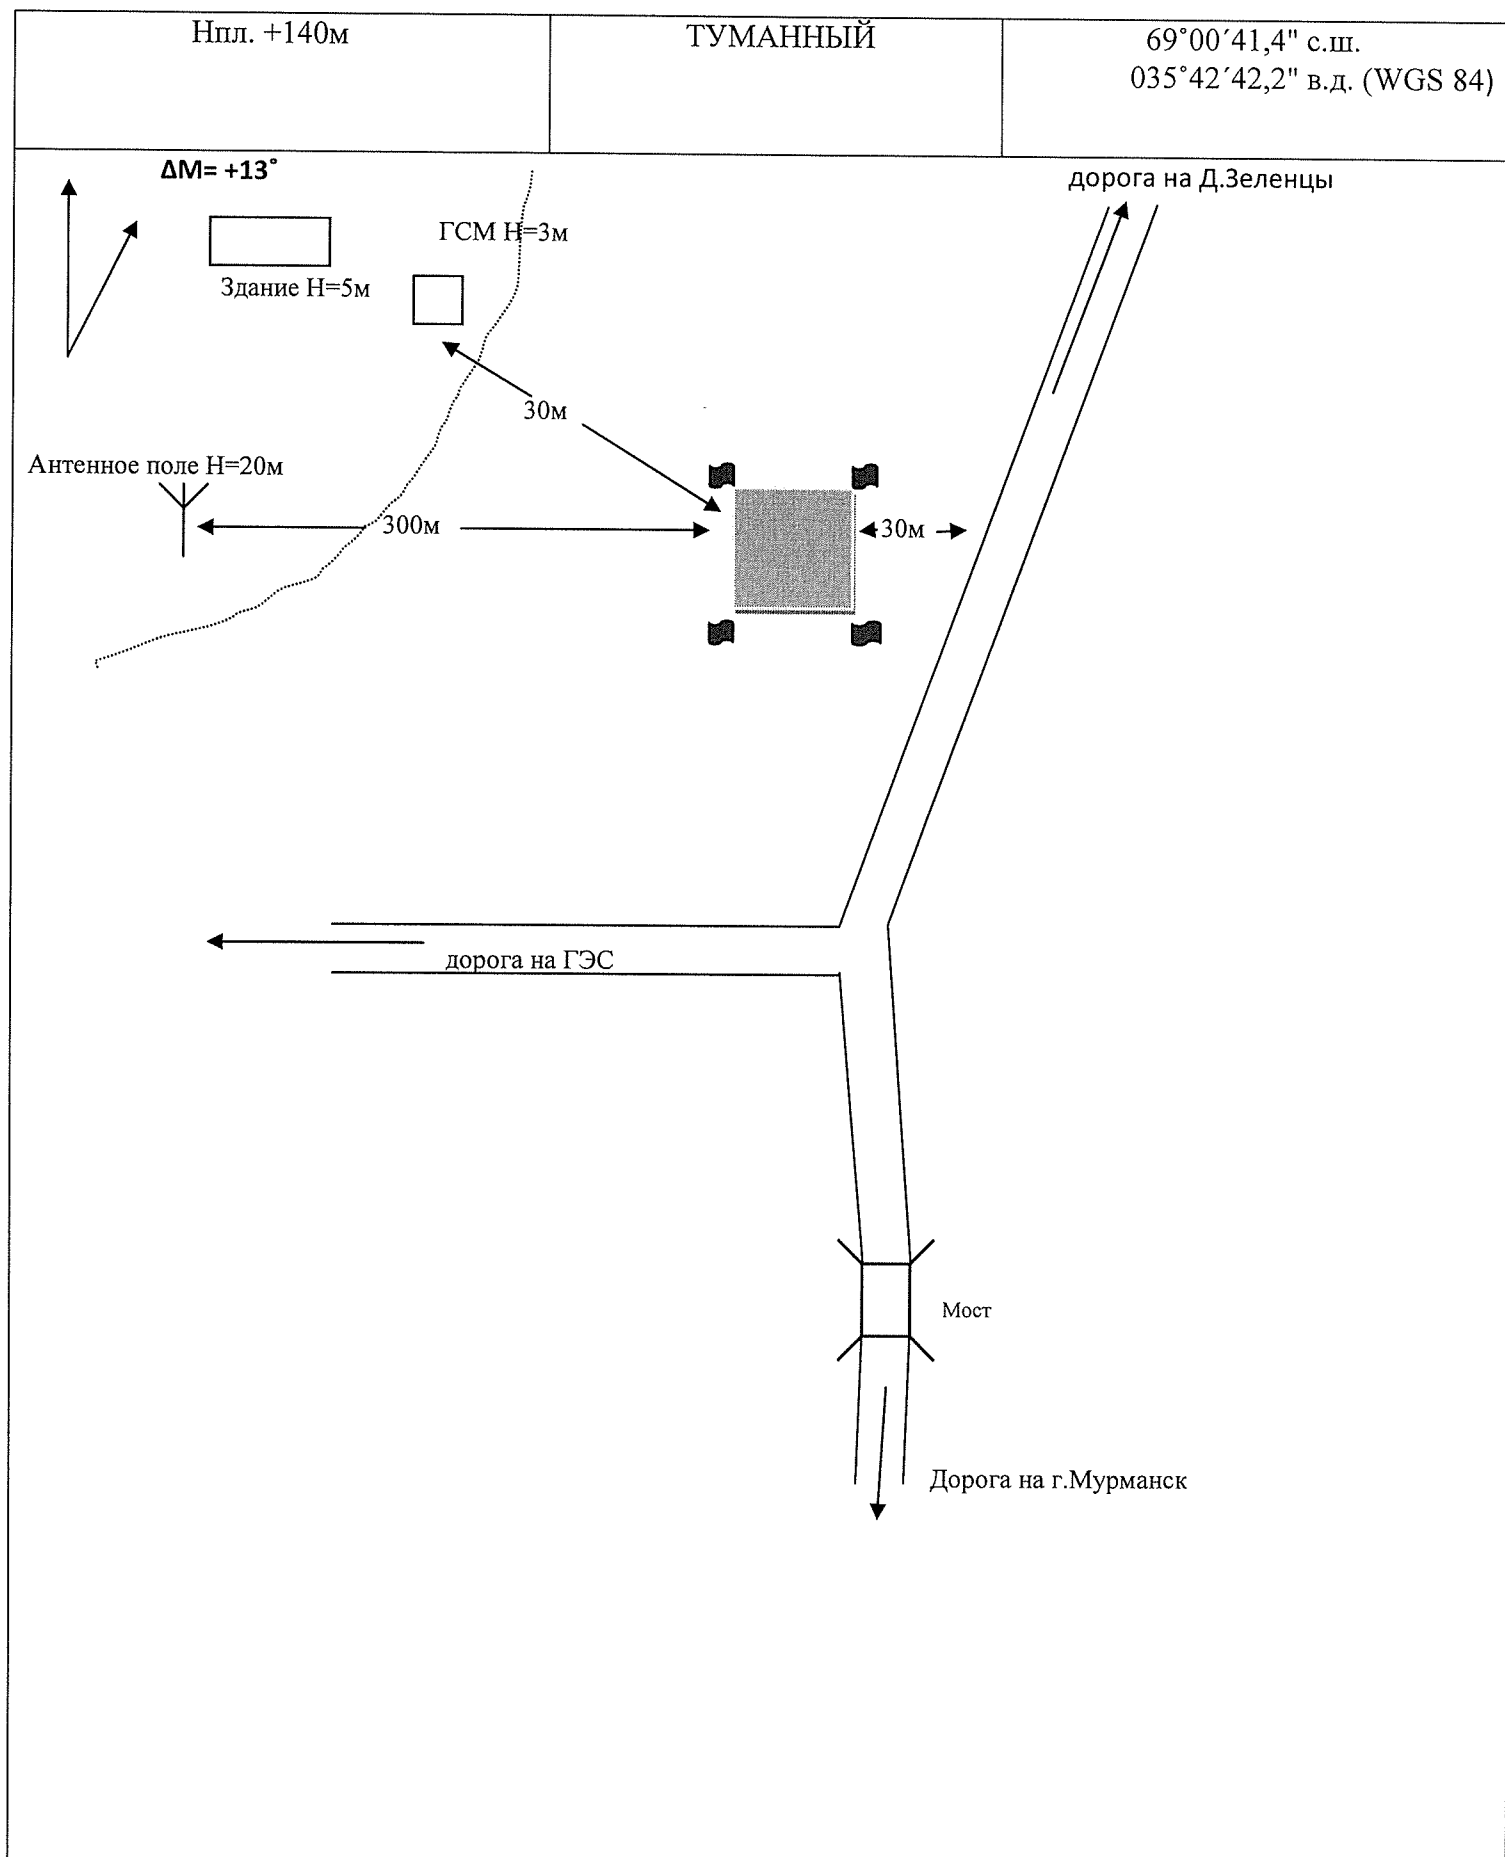 Нпл. +140м
ТУМАННЫЙ
69°00´41,4" с.ш.
035°42´42,2" в.д. (WGS 84)
ΔМ= +13°
дорога на Д.Зеленцы
ГСМ Н=3м
Здание Н=5м
30м
Антенное поле Н=20м
300м
30м
дорога на ГЭС
Мост
Дорога на г.Мурманск